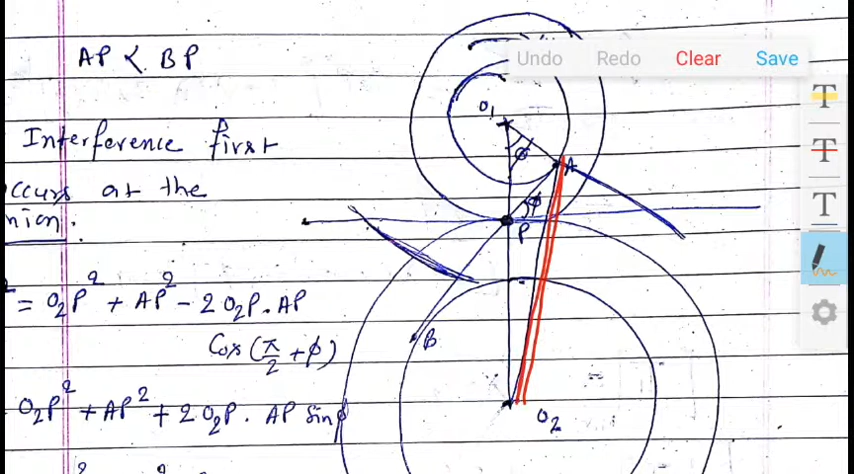 Undo Redo Clear Save
AP < BP
Interference first
ccurs at the
nion.
= O₂P² + AP² - 2 O₂P. AP
Cos (π/2 + φ)
O₂P² + AP² + 2 O₂P. AP sinφ
O₁
φ
A
φ
P
B
O₂
T
T
T